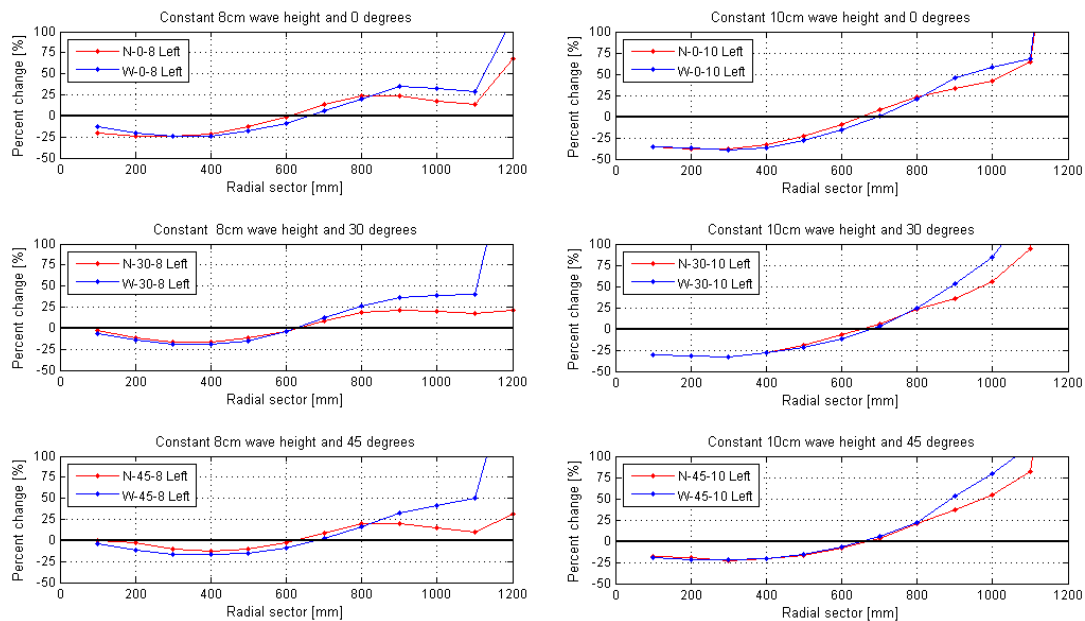 Constant 8cm wave height and 0 degrees
Percent change [%]
100
75
50
25
0
-25
-50
N-0-8 Left
W-0-8 Left
0 200 400 600 800 1000 1200
Radial sector [mm]
Constant 10cm wave height and 0 degrees
Percent change [%]
100
75
50
25
0
-25
-50
N-0-10 Left
W-0-10 Left
0 200 400 600 800 1000 1200
Radial sector [mm]
Constant 8cm wave height and 30 degrees
Percent change [%]
100
75
50
25
0
-25
-50
N-30-8 Left
W-30-8 Left
0 200 400 600 800 1000 1200
Radial sector [mm]
Constant 10cm wave height and 30 degrees
Percent change [%]
100
75
50
25
0
-25
-50
N-30-10 Left
W-30-10 Left
0 200 400 600 800 1000 1200
Radial sector [mm]
Constant 8cm wave height and 45 degrees
Percent change [%]
100
75
50
25
0
-25
-50
N-45-8 Left
W-45-8 Left
0 200 400 600 800 1000 1200
Radial sector [mm]
Constant 10cm wave height and 45 degrees
Percent change [%]
100
75
50
25
0
-25
-50
N-45-10 Left
W-45-10 Left
0 200 400 600 800 1000 1200
Radial sector [mm]